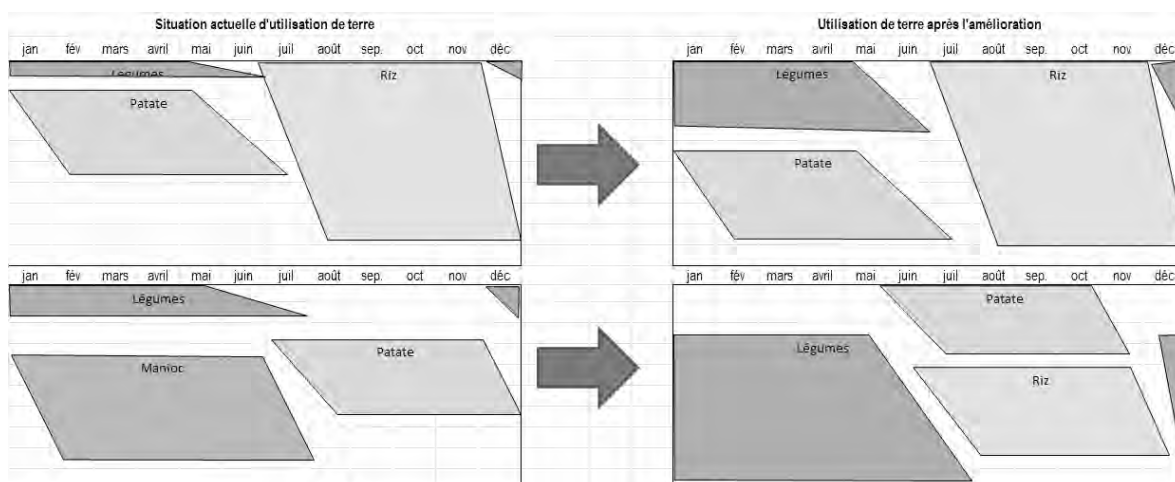 Situation actuelle d'utilisation de terre
Utilisation de terre après l'amélioration
jan fév mars avril mai juin juil août sep. oct nov déc
jan fév mars avril mai juin juil août sep. oct nov déc
Légumes
Riz
Patate
Légumes
Riz
Patate
jan fév mars avril mai juin juil août sep. oct nov déc
jan fév mars avril mai juin juil août sep. oct nov déc
Légumes
Patate
Manioc
Patate
Légumes
Riz